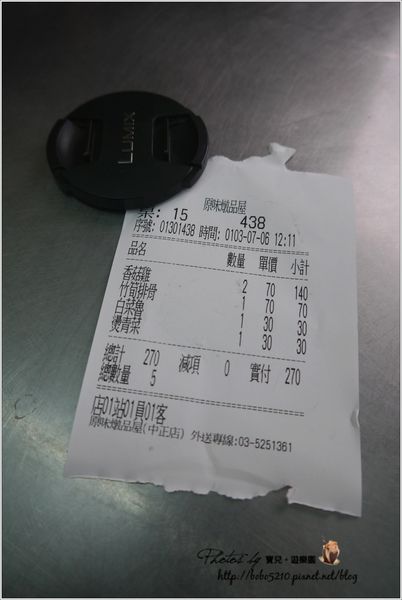 LUMIX
原味燉品屋
桌: 15 438
序號: 01301438 時間: 0103-07-06 12:11
品名 數量 單價 小計
香菇雞 2 70 140
竹筍排骨 1 70 70
白菜魯 1 30 30
燙青菜 1 30 30
總計 270 減項 0 實付 270
總數量 5
店01站01員01客
原味燉品屋(中正店) 外送專線:03-5251361
Photos by 寶兒。遊樂園
http://bobo5210.pixnet.net/blog